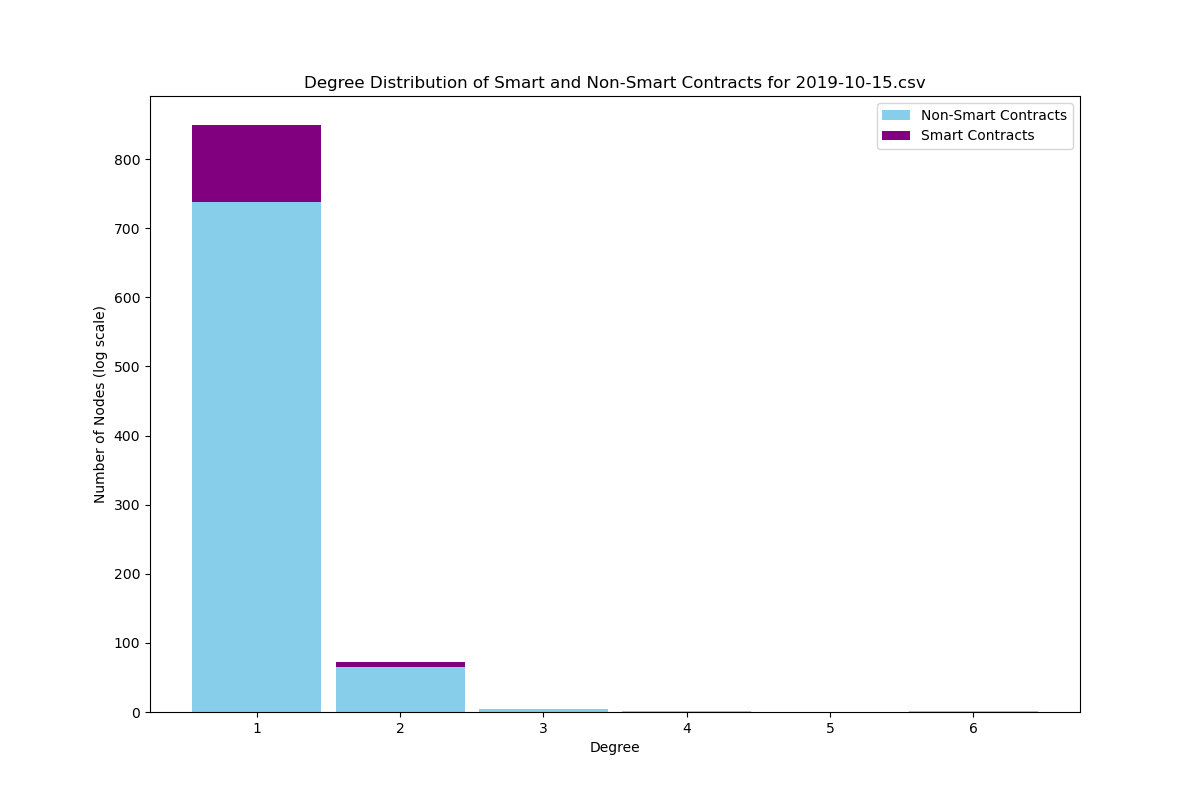 Degree Distribution of Smart and Non-Smart Contracts for 2019-10-15.csv
Non-Smart Contracts
Smart Contracts
Number of Nodes (log scale)
800
700
600
500
400
300
200
100
0
1 2 3 4 5 6
Degree